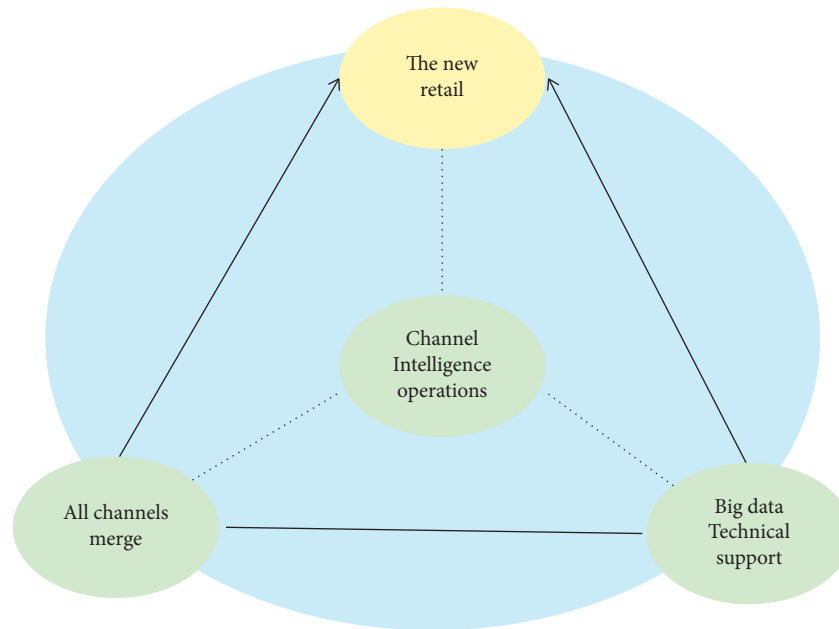 The new
retail
Channel
Intelligence
operations
All channels
merge
Big data
Technical
support